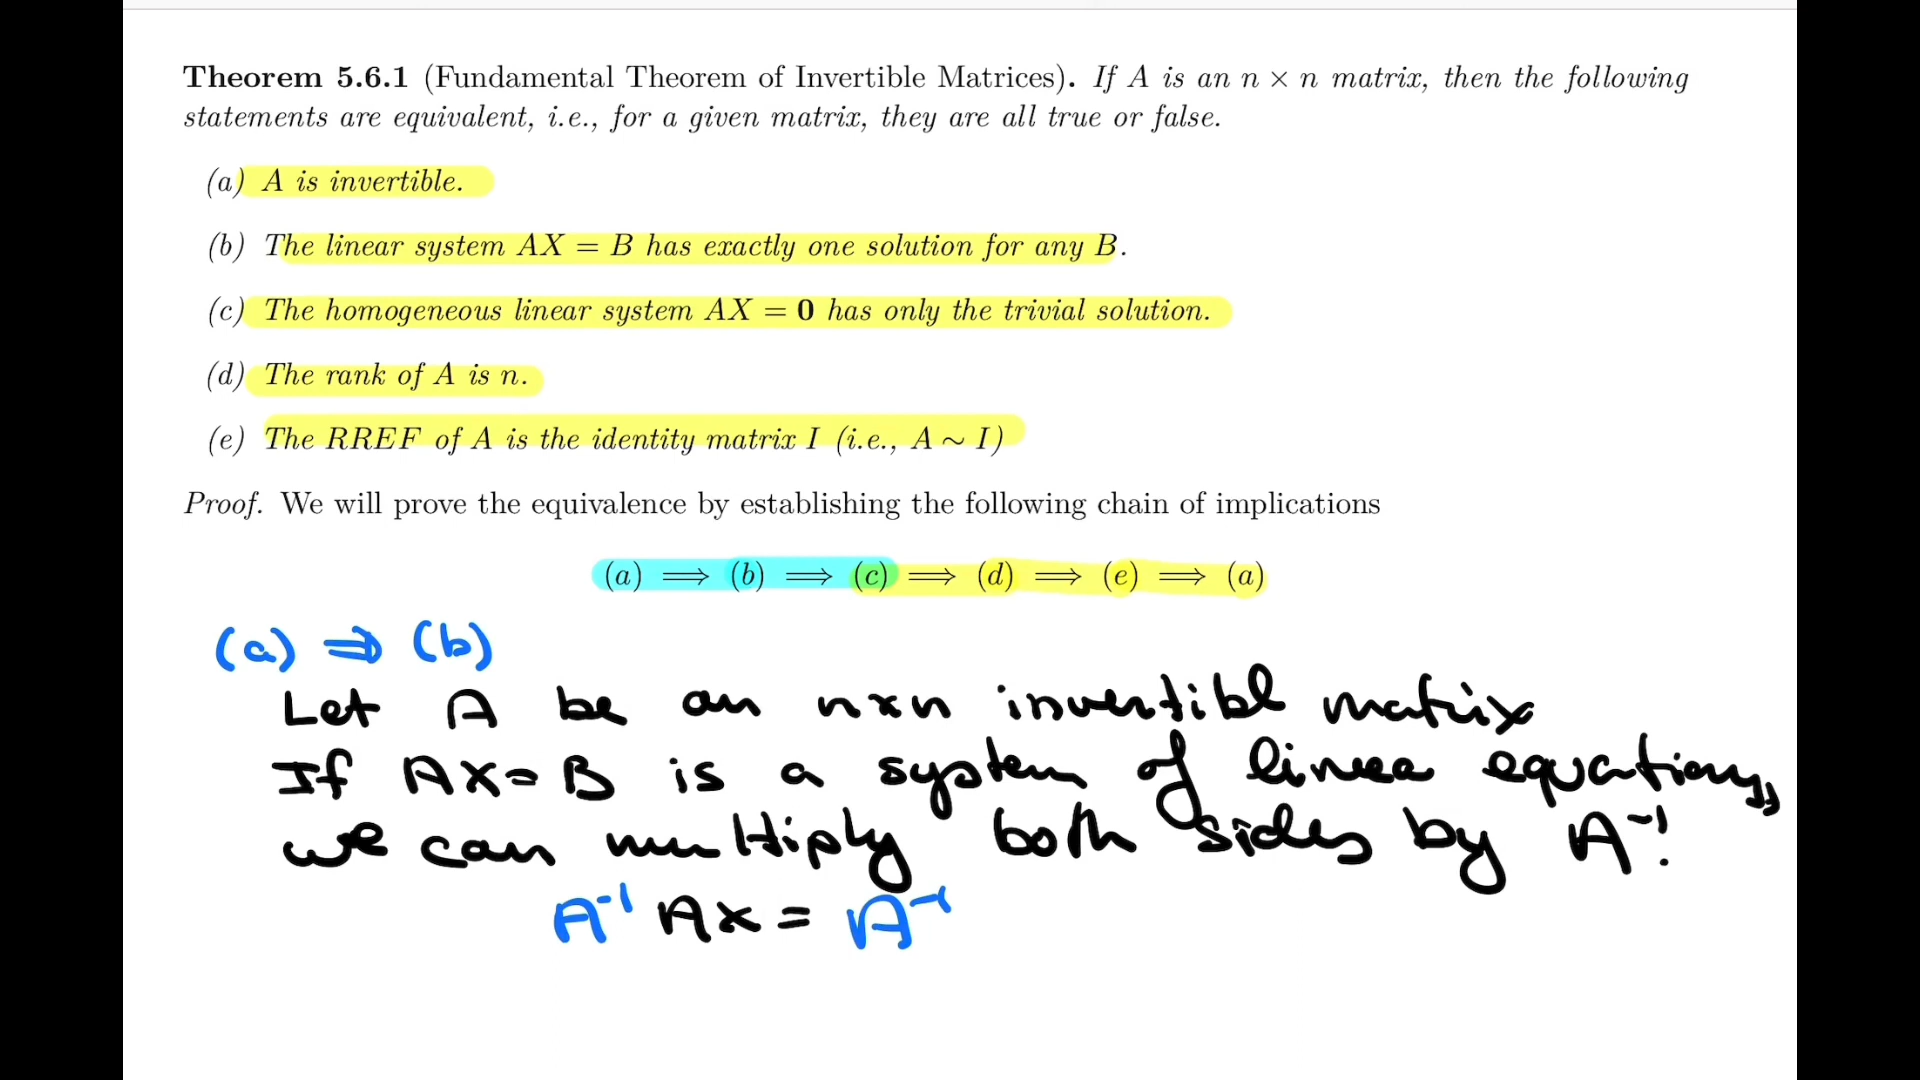 Theorem 5.6.1 (Fundamental Theorem of Invertible Matrices). If A is an n × n matrix, then the following
statements are equivalent, i.e., for a given matrix, they are all true or false.
(a) A is invertible.
(b) The linear system AX = B has exactly one solution for any B.
(c) The homogeneous linear system AX = 0 has only the trivial solution.
(d) The rank of A is n.
(e) The RREF of A is the identity matrix I (i.e., A ∼ I)
Proof. We will prove the equivalence by establishing the following chain of implications
(a) ⟹ (b) ⟹ (c) ⟹ (d) ⟹ (e) ⟹ (a)
(a) ⇒ (b)
Let A be an n×n invertibl matrix
If AX = B is a system of linear equations,
we can multiply both sides by A⁻¹:
A⁻¹ AX = A⁻¹